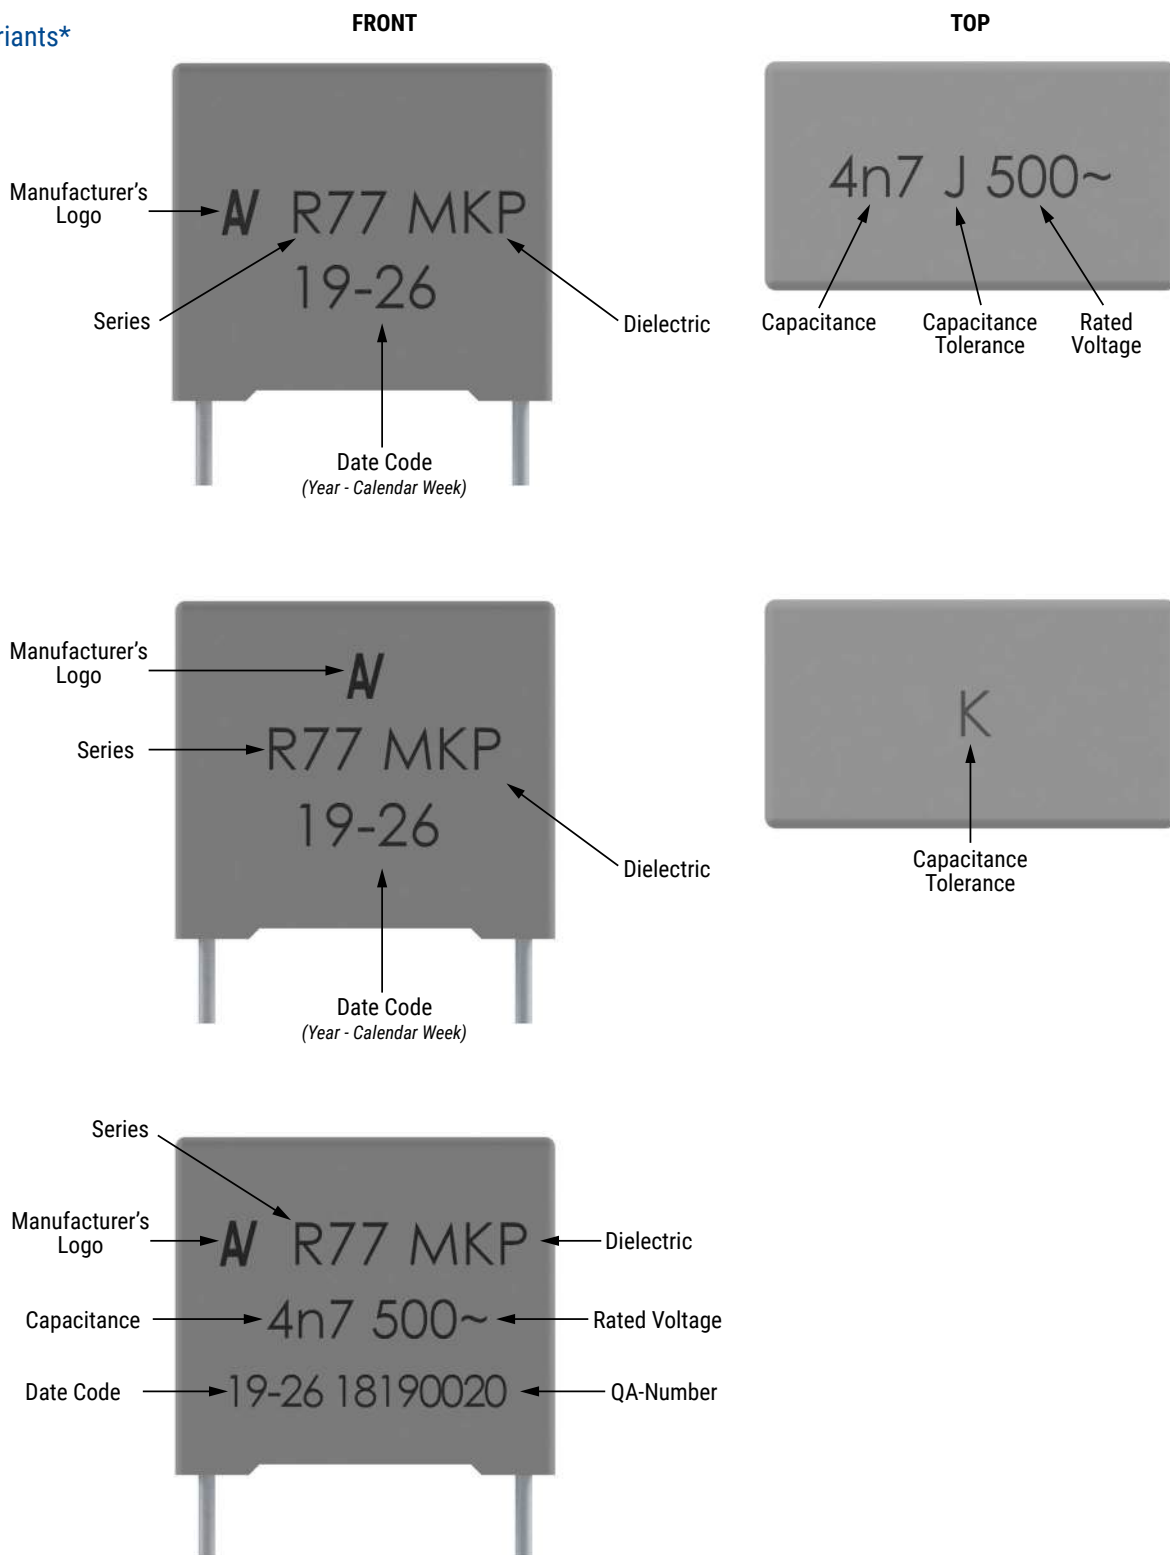 riants*
FRONT
TOP
Manufacturer's
Logo
R77 MKP
19-26
Series
Dielectric
Date Code
(Year - Calendar Week)
4n7 J 500~
Capacitance
Capacitance
Tolerance
Rated
Voltage
Manufacturer's
Logo
Series
R77 MKP
19-26
Dielectric
Date Code
(Year - Calendar Week)
K
Capacitance
Tolerance
Series
Manufacturer's
Logo
R77 MKP
Dielectric
Capacitance
4n7 500~
Rated Voltage
Date Code
19-26 18190020
QA-Number